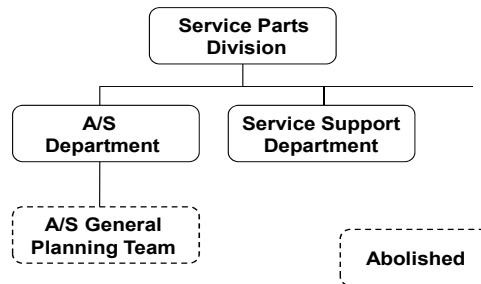 Service Parts
Division
A/S
Department
Service Support
Department
A/S General
Planning Team
Abolished